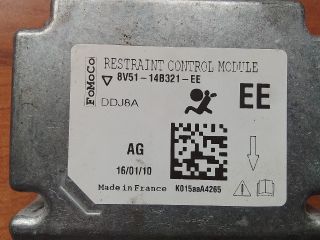 FoMoCo
RESTRAINT CONTROL MODULE
8V51-14B321-EE
DDJ8A
EE
AG
16/01/10
Made in France
K015aaA4265